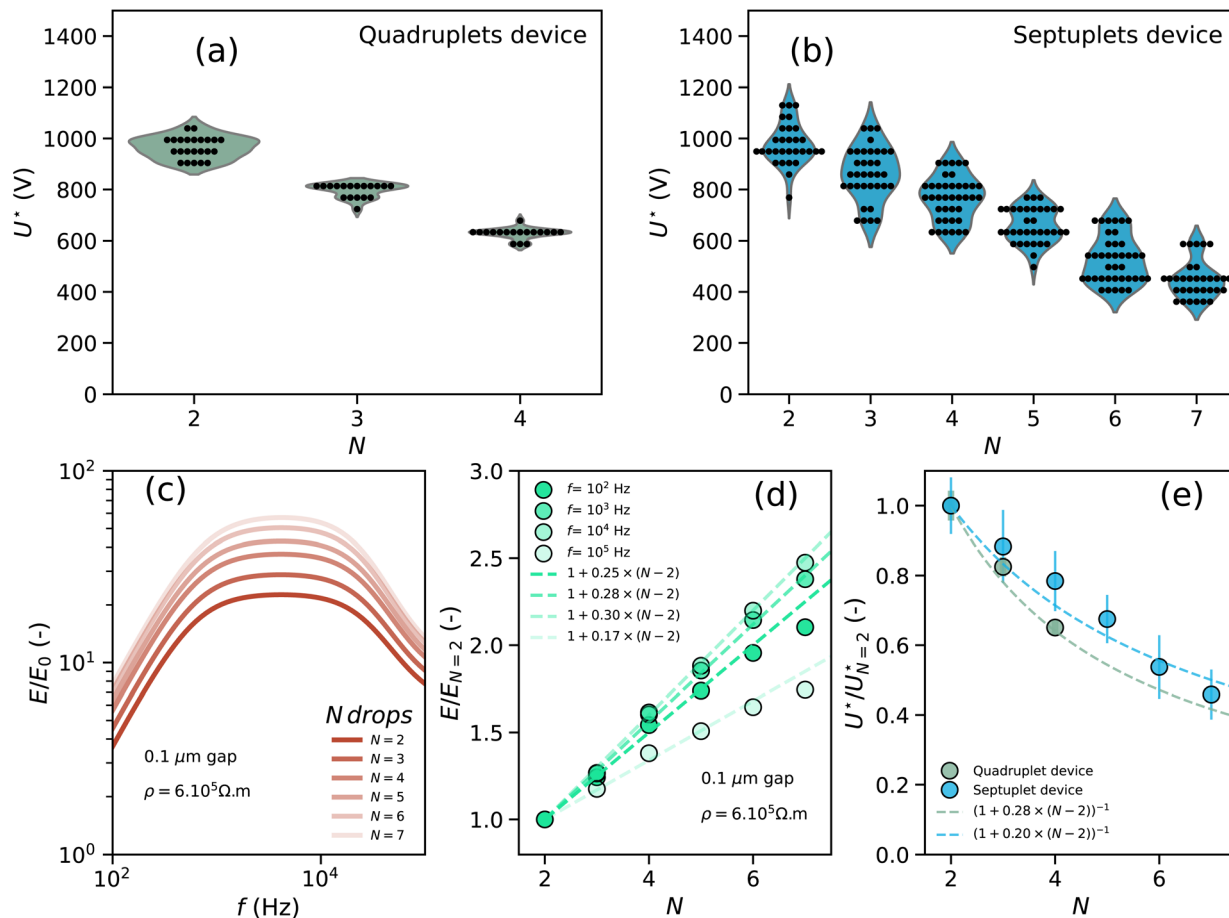 (a)
Quadruplets device
1400
1200
1000
800
600
400
200
0
U* (V)
2 3 4
N
(b)
Septuplets device
1400
1200
1000
800
600
400
200
0
U* (V)
2 3 4 5 6 7
N
(c)
10²
10¹
10⁰
E/E₀ (-)
N drops
N = 2
N = 3
N = 4
N = 5
N = 6
N = 7
0.1 μm gap
ρ = 6.10⁵Ω.m
10² 10⁴
f (Hz)
(d)
3.0
2.5
2.0
1.5
1.0
E/E_{N=2} (-)
f = 10² Hz
f = 10³ Hz
f = 10⁴ Hz
f = 10⁵ Hz
1 + 0.25 × (N − 2)
1 + 0.28 × (N − 2)
1 + 0.30 × (N − 2)
1 + 0.17 × (N − 2)
0.1 μm gap
ρ = 6.10⁵Ω.m
2 4 6
N
(e)
1.0
0.8
0.6
0.4
0.2
0.0
U*/U*_{N=2} (-)
Quadruplet device
Septuplet device
(1 + 0.28 × (N − 2))⁻¹
(1 + 0.20 × (N − 2))⁻¹
2 4 6
N